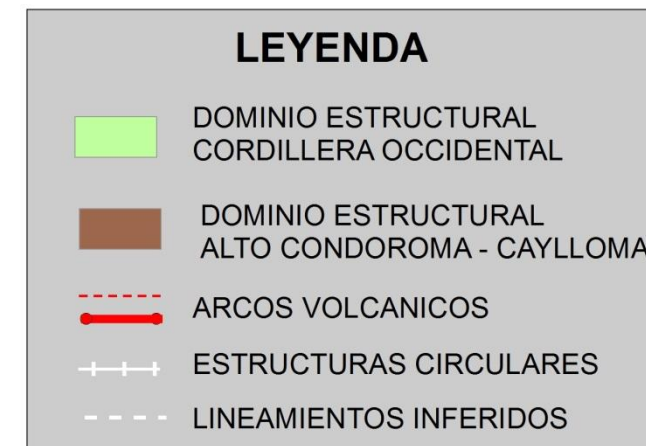 LEYENDA
DOMINIO ESTRUCTURAL
CORDILLERA OCCIDENTAL
DOMINIO ESTRUCTURAL
ALTO CONDOROMA - CAYLLOMA
ARCOS VOLCANICOS
ESTRUCTURAS CIRCULARES
LINEAMIENTOS INFERIDOS